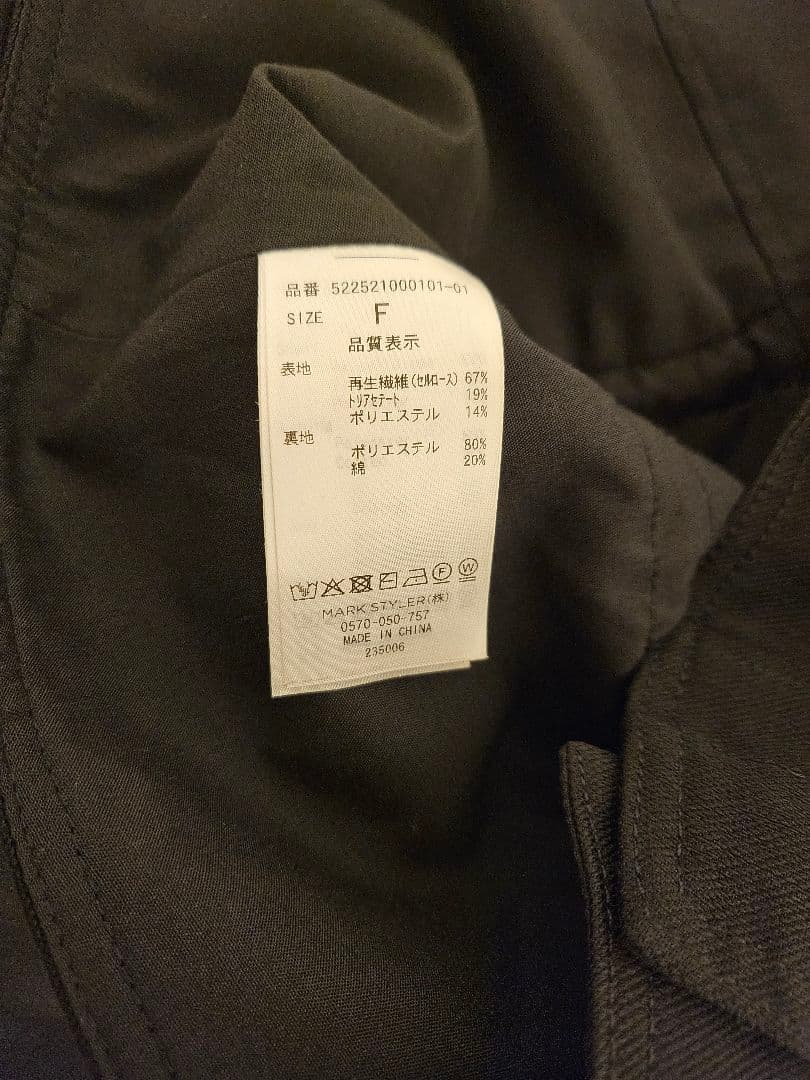 品番 522521000101-01
SIZE F
品質表示
表地
再生繊維(セルロース) 67%
トリアセテート 19%
ポリエステル 14%
裏地
ポリエステル 80%
綿 20%
F W
MARK STYLER(株)
0570-050-757
MADE IN CHINA
235006